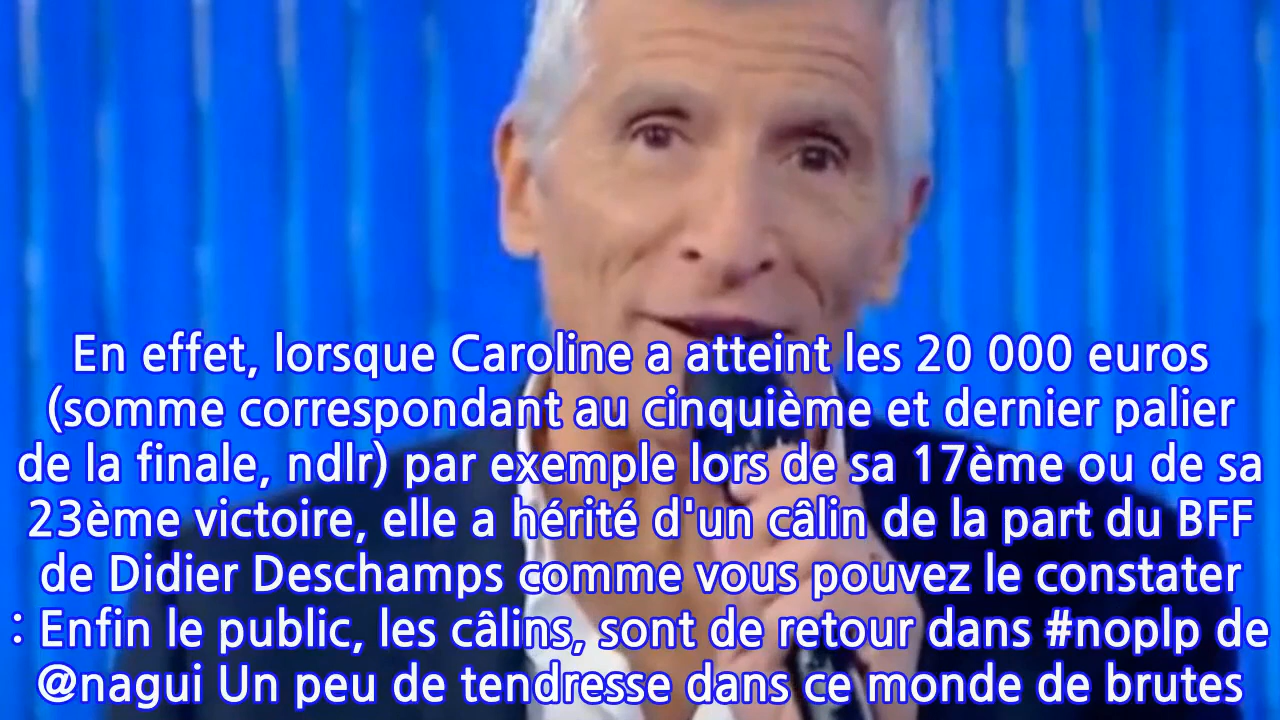 En effet, lorsque Caroline a atteint les 20 000 euros
(somme correspondant au cinquième et dernier palier
de la finale, ndlr) par exemple lors de sa 17ème ou de sa
23ème victoire, elle a hérité d'un câlin de la part du BFF
de Didier Deschamps comme vous pouvez le constater
: Enfin le public, les câlins, sont de retour dans #noplp de
@nagui Un peu de tendresse dans ce monde de brutes